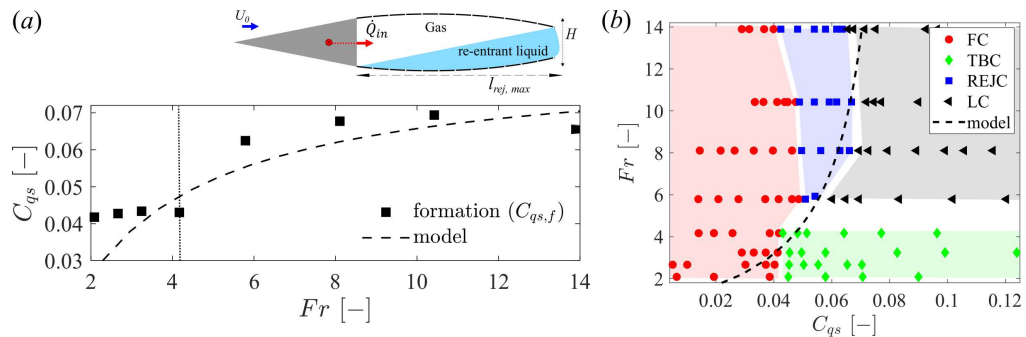 (a)
U₀
Q̇in
Gas
H
re-entrant liquid
l rej, max
0.07
0.06
0.05
0.04
0.03
Cqs [−]
formation (Cqs,f)
model
2 4 6 8 10 12 14
Fr [−]
(b)
14
12
10
8
6
4
2
Fr [−]
FC
TBC
REJC
LC
model
0.02 0.04 0.06 0.08 0.1 0.12
Cqs [−]